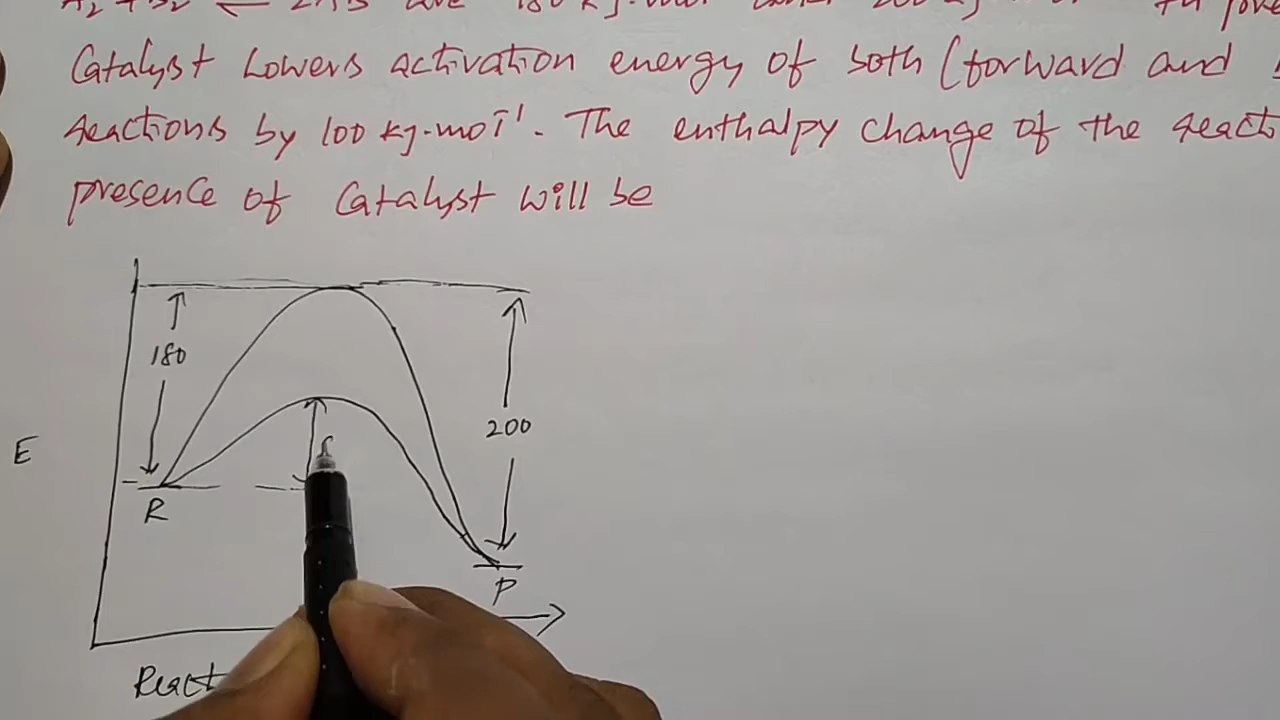 Catalyst Lowers activation energy of both (forward and
reactions by 100 kJ.mol⁻¹. The enthalpy change of the react
presence of Catalyst will be
180
200
E
R
P
React